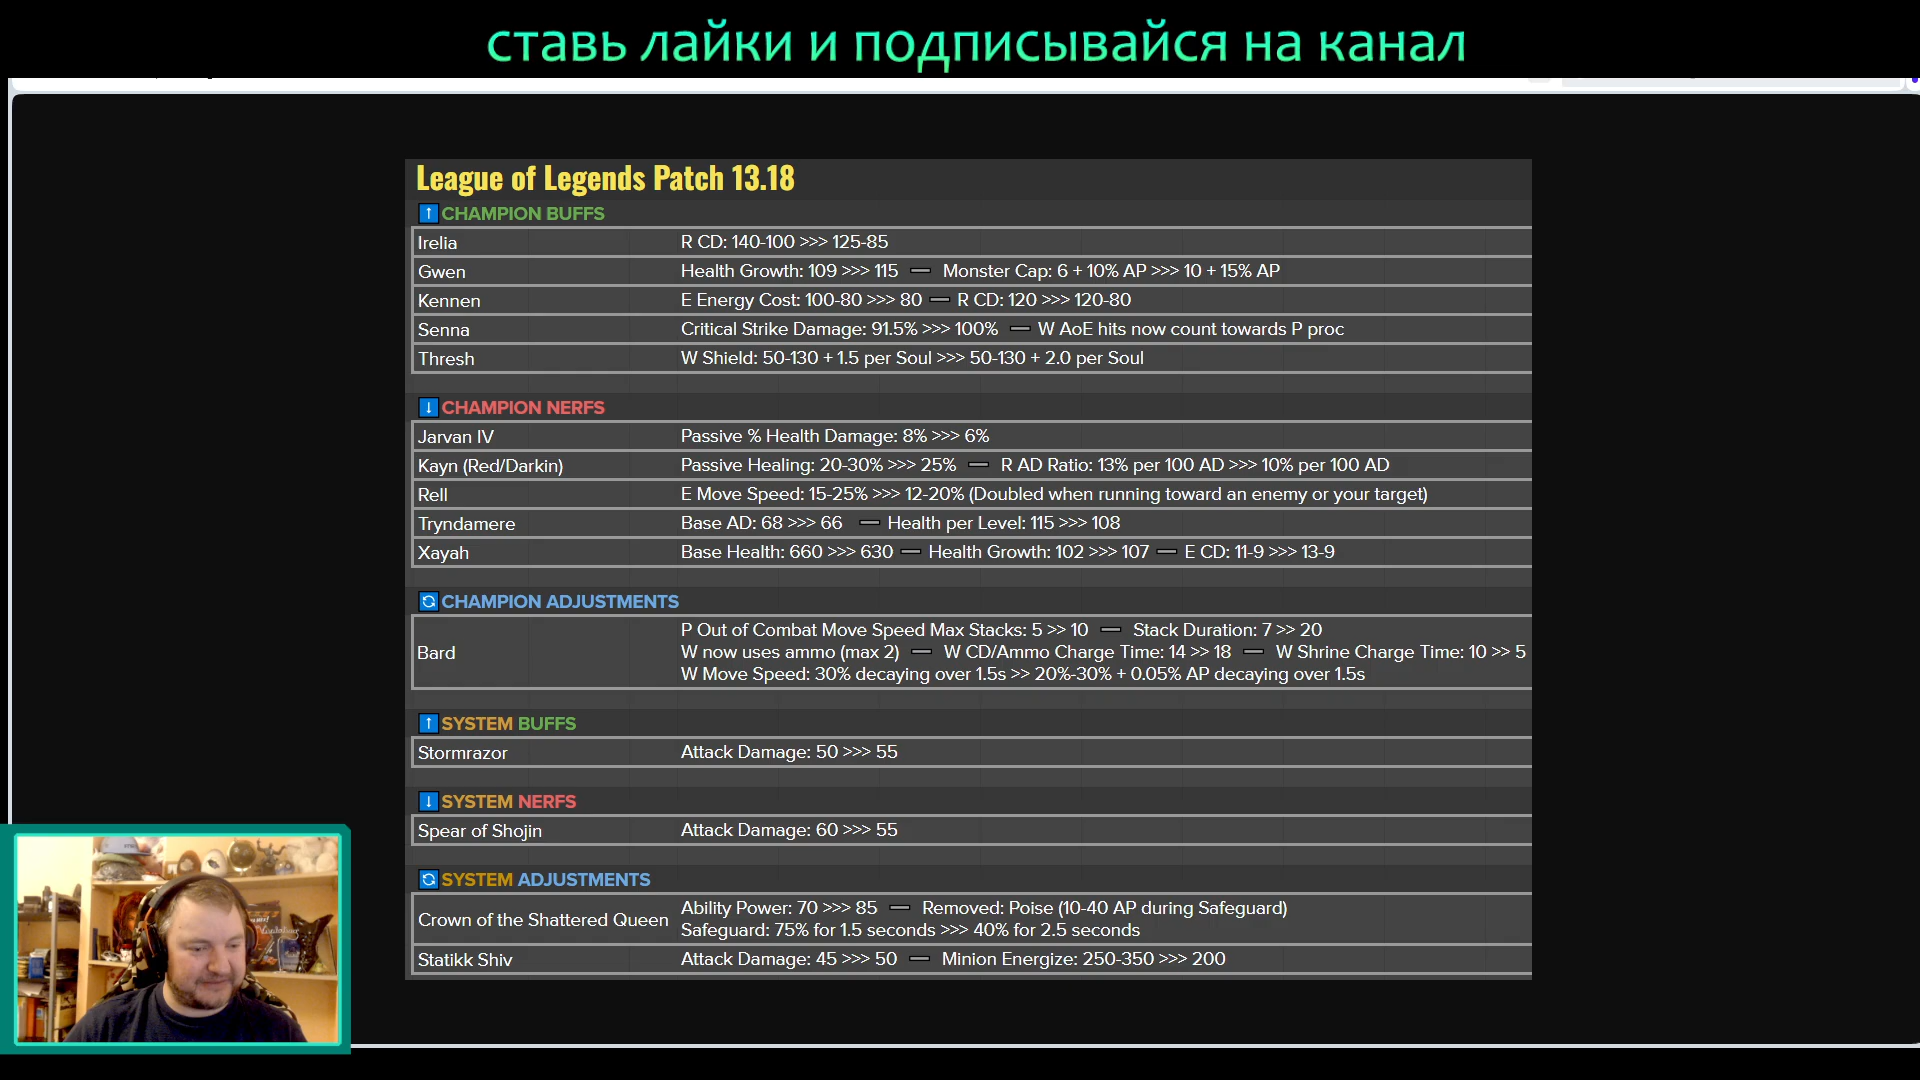 ставь лайки и подписывайся на канал
League of Legends Patch 13.18
↑ CHAMPION BUFFS
Irelia R CD: 140-100 >>> 125-85
Gwen Health Growth: 109 >>> 115 — Monster Cap: 6 + 10% AP >>> 10 + 15% AP
Kennen E Energy Cost: 100-80 >>> 80 — R CD: 120 >>> 120-80
Senna Critical Strike Damage: 91.5% >>> 100% — W AoE hits now count towards P proc
Thresh W Shield: 50-130 + 1.5 per Soul >>> 50-130 + 2.0 per Soul
↓ CHAMPION NERFS
Jarvan IV Passive % Health Damage: 8% >>> 6%
Kayn (Red/Darkin) Passive Healing: 20-30% >>> 25% — R AD Ratio: 13% per 100 AD >>> 10% per 100 AD
Rell E Move Speed: 15-25% >>> 12-20% (Doubled when running toward an enemy or your target)
Tryndamere Base AD: 68 >>> 66 — Health per Level: 115 >>> 108
Xayah Base Health: 660 >>> 630 — Health Growth: 102 >>> 107 — E CD: 11-9 >>> 13-9
CHAMPION ADJUSTMENTS
P Out of Combat Move Speed Max Stacks: 5 >> 10 — Stack Duration: 7 >> 20
Bard W now uses ammo (max 2) — W CD/Ammo Charge Time: 14 >> 18 — W Shrine Charge Time: 10 >> 5
W Move Speed: 30% decaying over 1.5s >> 20%-30% + 0.05% AP decaying over 1.5s
↑ SYSTEM BUFFS
Stormrazor Attack Damage: 50 >>> 55
↓ SYSTEM NERFS
Spear of Shojin Attack Damage: 60 >>> 55
SYSTEM ADJUSTMENTS
Crown of the Shattered Queen Ability Power: 70 >>> 85 — Removed: Poise (10-40 AP during Safeguard)
Safeguard: 75% for 1.5 seconds >>> 40% for 2.5 seconds
Statikk Shiv Attack Damage: 45 >>> 50 — Minion Energize: 250-350 >>> 200